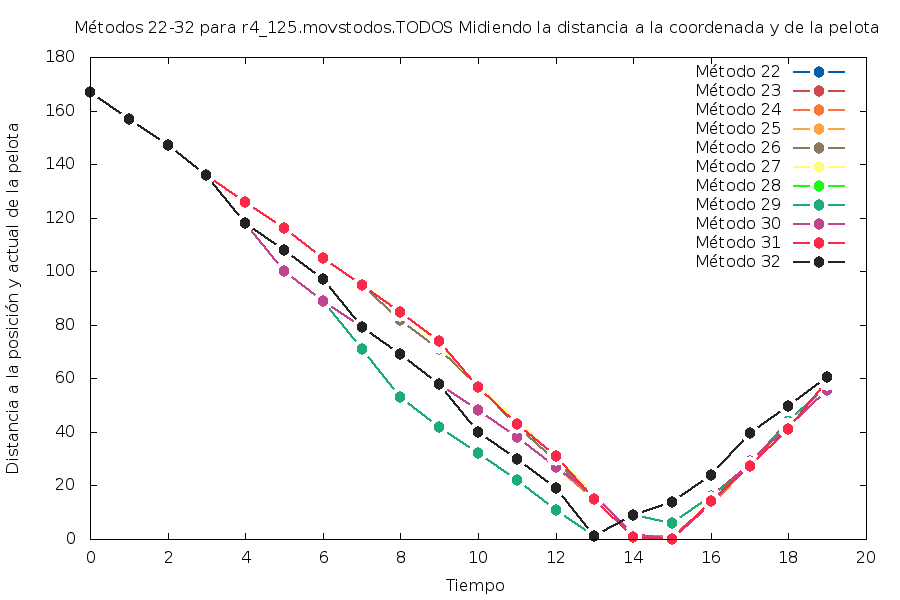 Métodos 22-32 para r4_125.movstodos.TODOS Midiendo la distancia a la coordenada y de la pelota
Distancia a la posición y actual de la pelota
180
160
140
120
100
80
60
40
20
0
Método 22
Método 23
Método 24
Método 25
Método 26
Método 27
Método 28
Método 29
Método 30
Método 31
Método 32
0 2 4 6 8 10 12 14 16 18 20
Tiempo